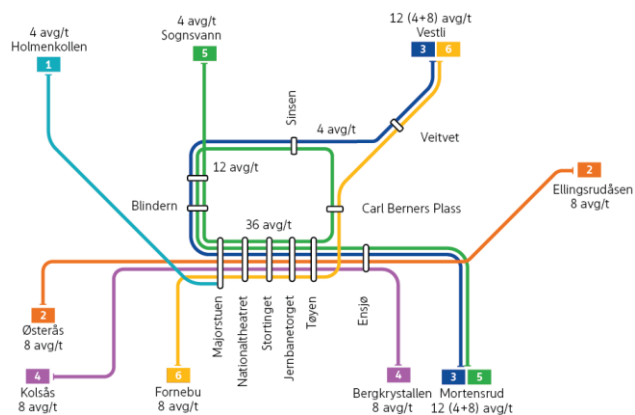 4 avg/t
Holmenkollen
1
4 avg/t
Sognsvann
5
12 (4+8) avg/t
Vestli
3 6
Sinsen
4 avg/t
Veitvet
12 avg/t
2
Ellingsrudåsen
8 avg/t
Blindern
36 avg/t
Carl Berners Plass
Majorstuen
Nationaltheatret
Stortinget
Jernbanetorget
Tøyen
Ensjø
2
Østerås
8 avg/t
4
Kolsås
8 avg/t
6
Fornebu
8 avg/t
4
Bergkrystallen
8 avg/t
3 5
Mortensrud
12 (4+8) avg/t